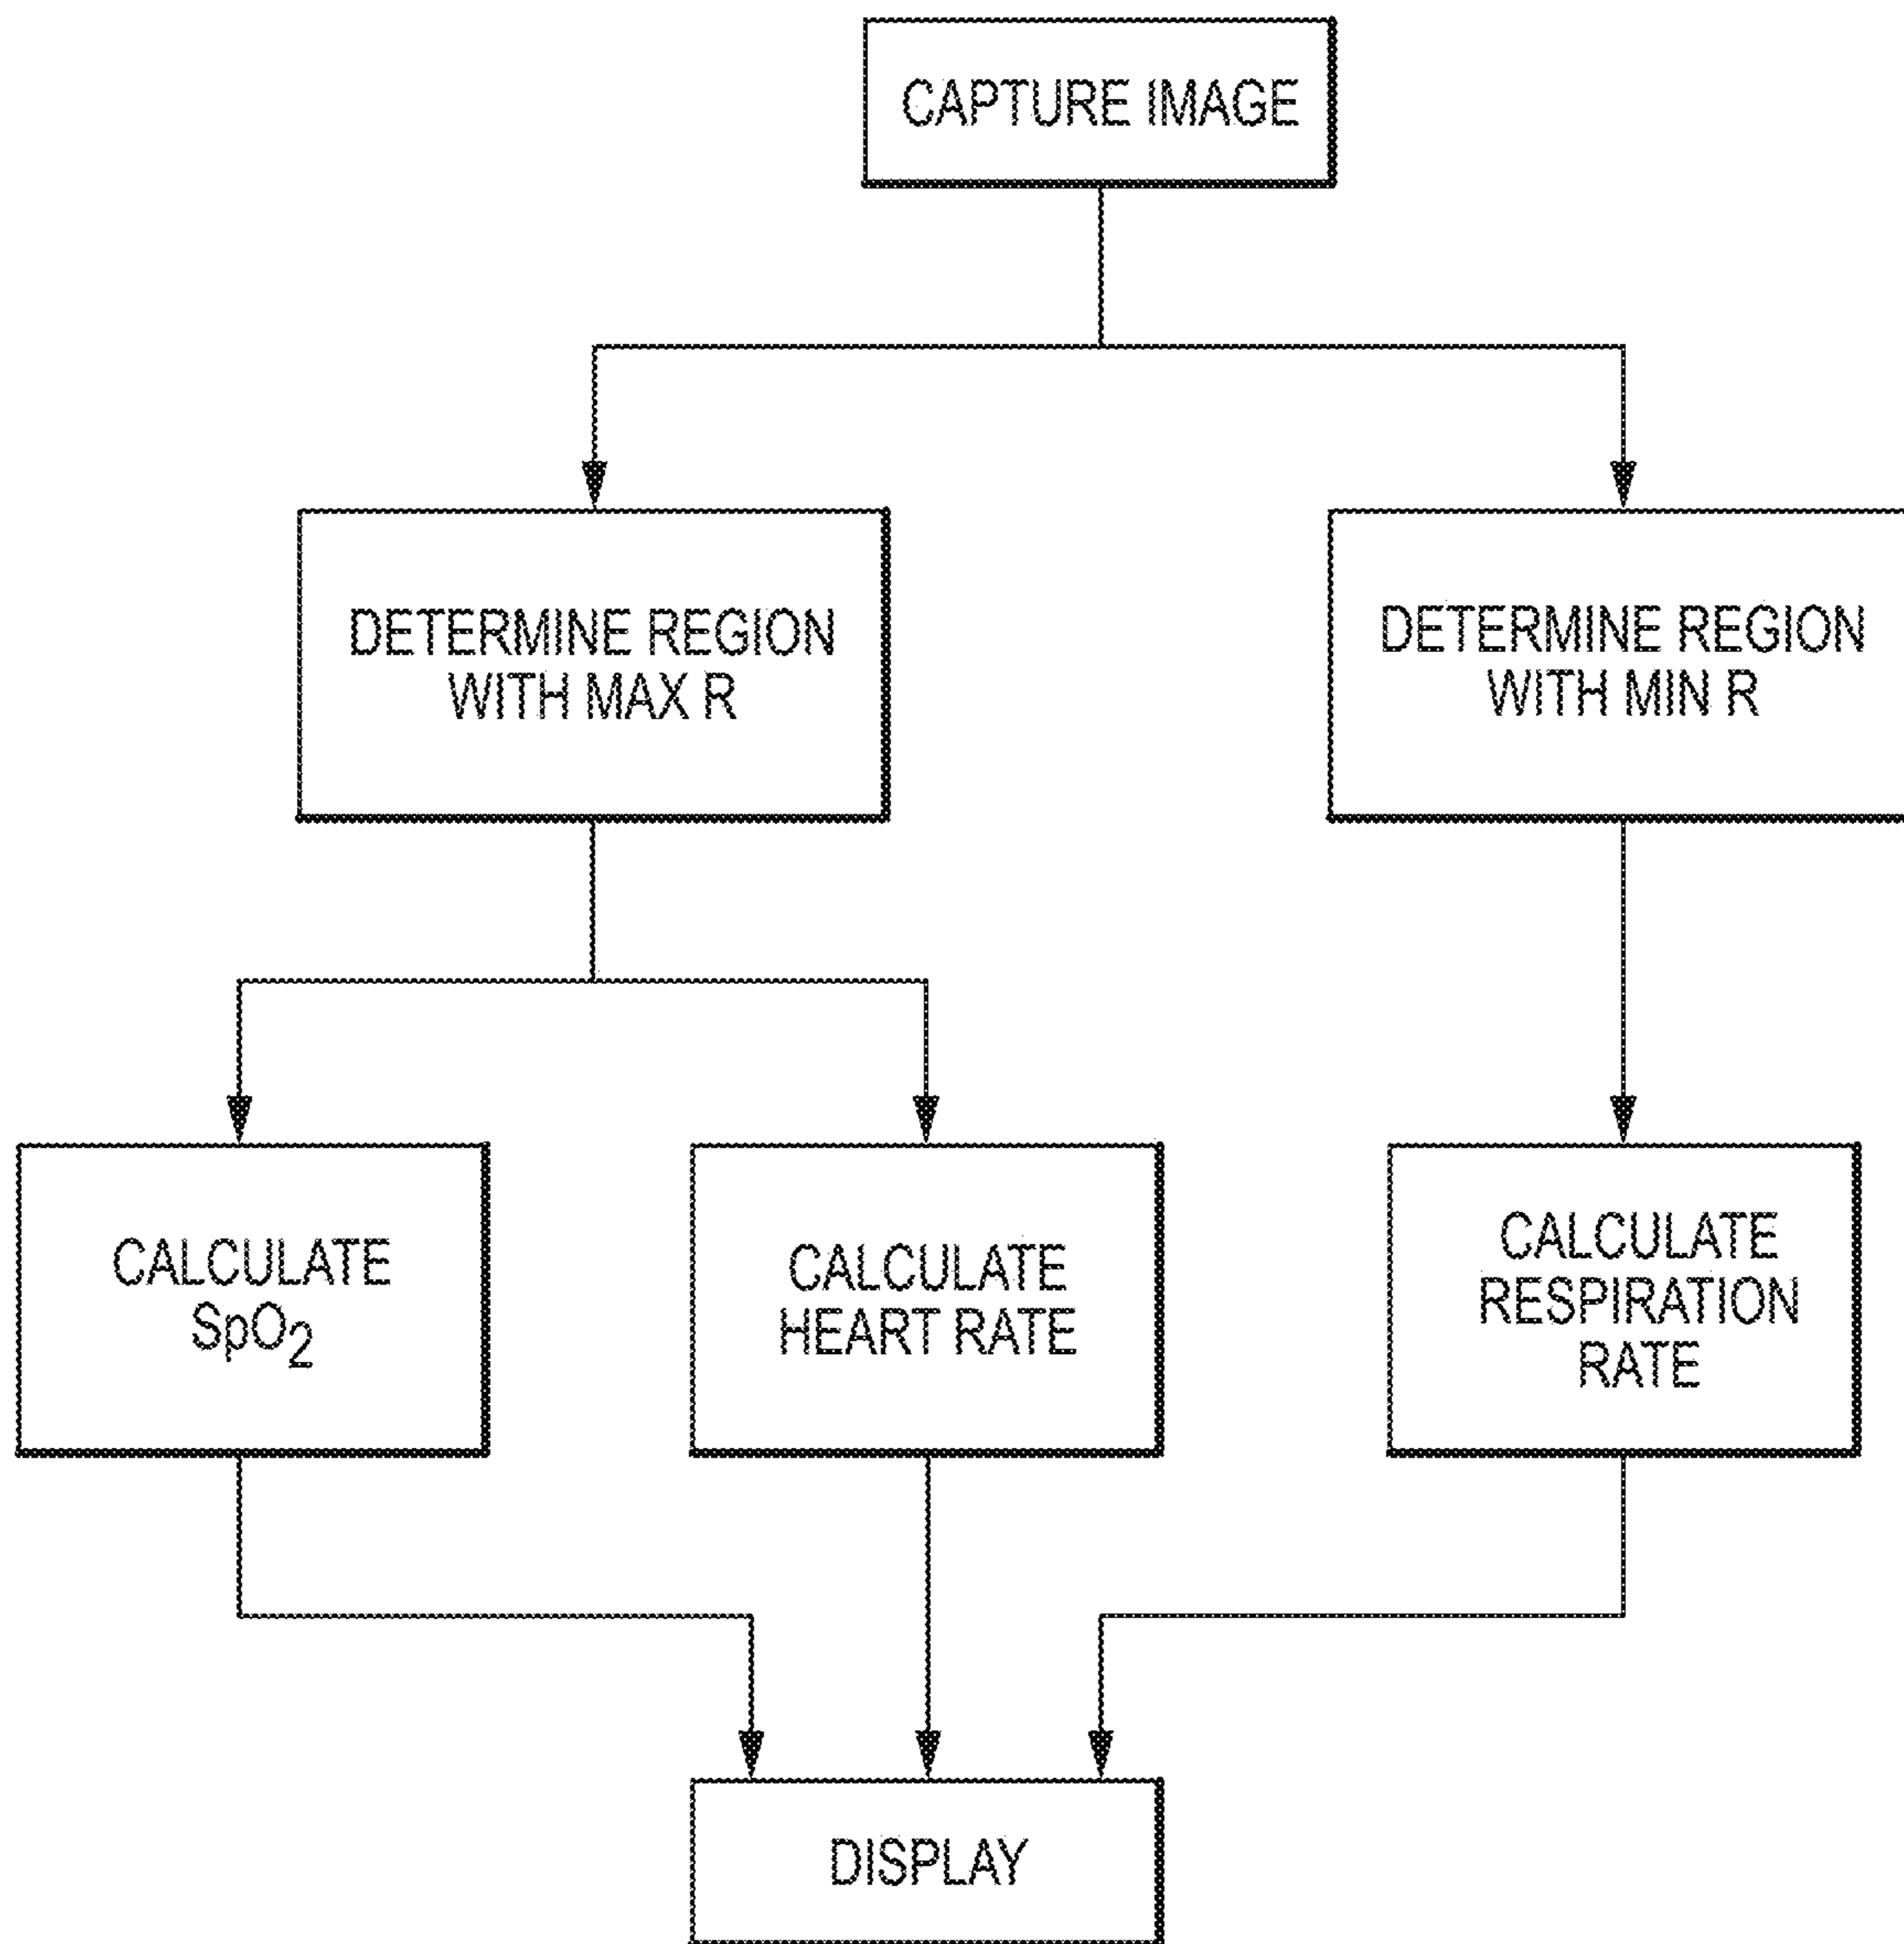 CAPTURE IMAGE
DETERMINE REGION
WITH MAX R
DETERMINE REGION
WITH MIN R
CALCULATE
SpO₂
CALCULATE
HEART RATE
CALCULATE
RESPIRATION
RATE
DISPLAY